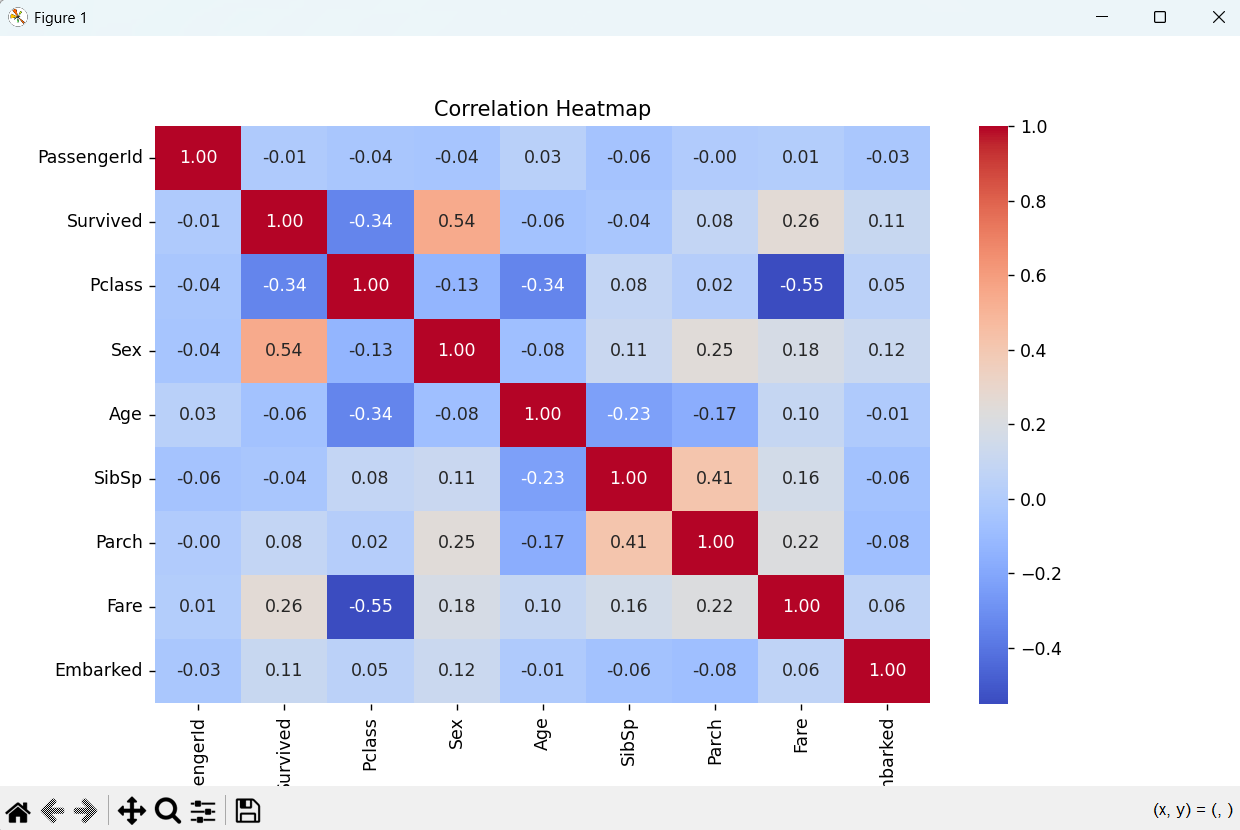 Figure 1
Correlation Heatmap
PassengerId 1.00 -0.01 -0.04 -0.04 0.03 -0.06 -0.00 0.01 -0.03
Survived -0.01 1.00 -0.34 0.54 -0.06 -0.04 0.08 0.26 0.11
Pclass -0.04 -0.34 1.00 -0.13 -0.34 0.08 0.02 -0.55 0.05
Sex -0.04 0.54 -0.13 1.00 -0.08 0.11 0.25 0.18 0.12
Age 0.03 -0.06 -0.34 -0.08 1.00 -0.23 -0.17 0.10 -0.01
SibSp -0.06 -0.04 0.08 0.11 -0.23 1.00 0.41 0.16 -0.06
Parch -0.00 0.08 0.02 0.25 -0.17 0.41 1.00 0.22 -0.08
Fare 0.01 0.26 -0.55 0.18 0.10 0.16 0.22 1.00 0.06
Embarked -0.03 0.11 0.05 0.12 -0.01 -0.06 -0.08 0.06 1.00
engerId Survived Pclass Sex Age SibSp Parch Fare mbarked
1.0
0.8
0.6
0.4
0.2
0.0
−0.2
−0.4
(x, y) = (, )